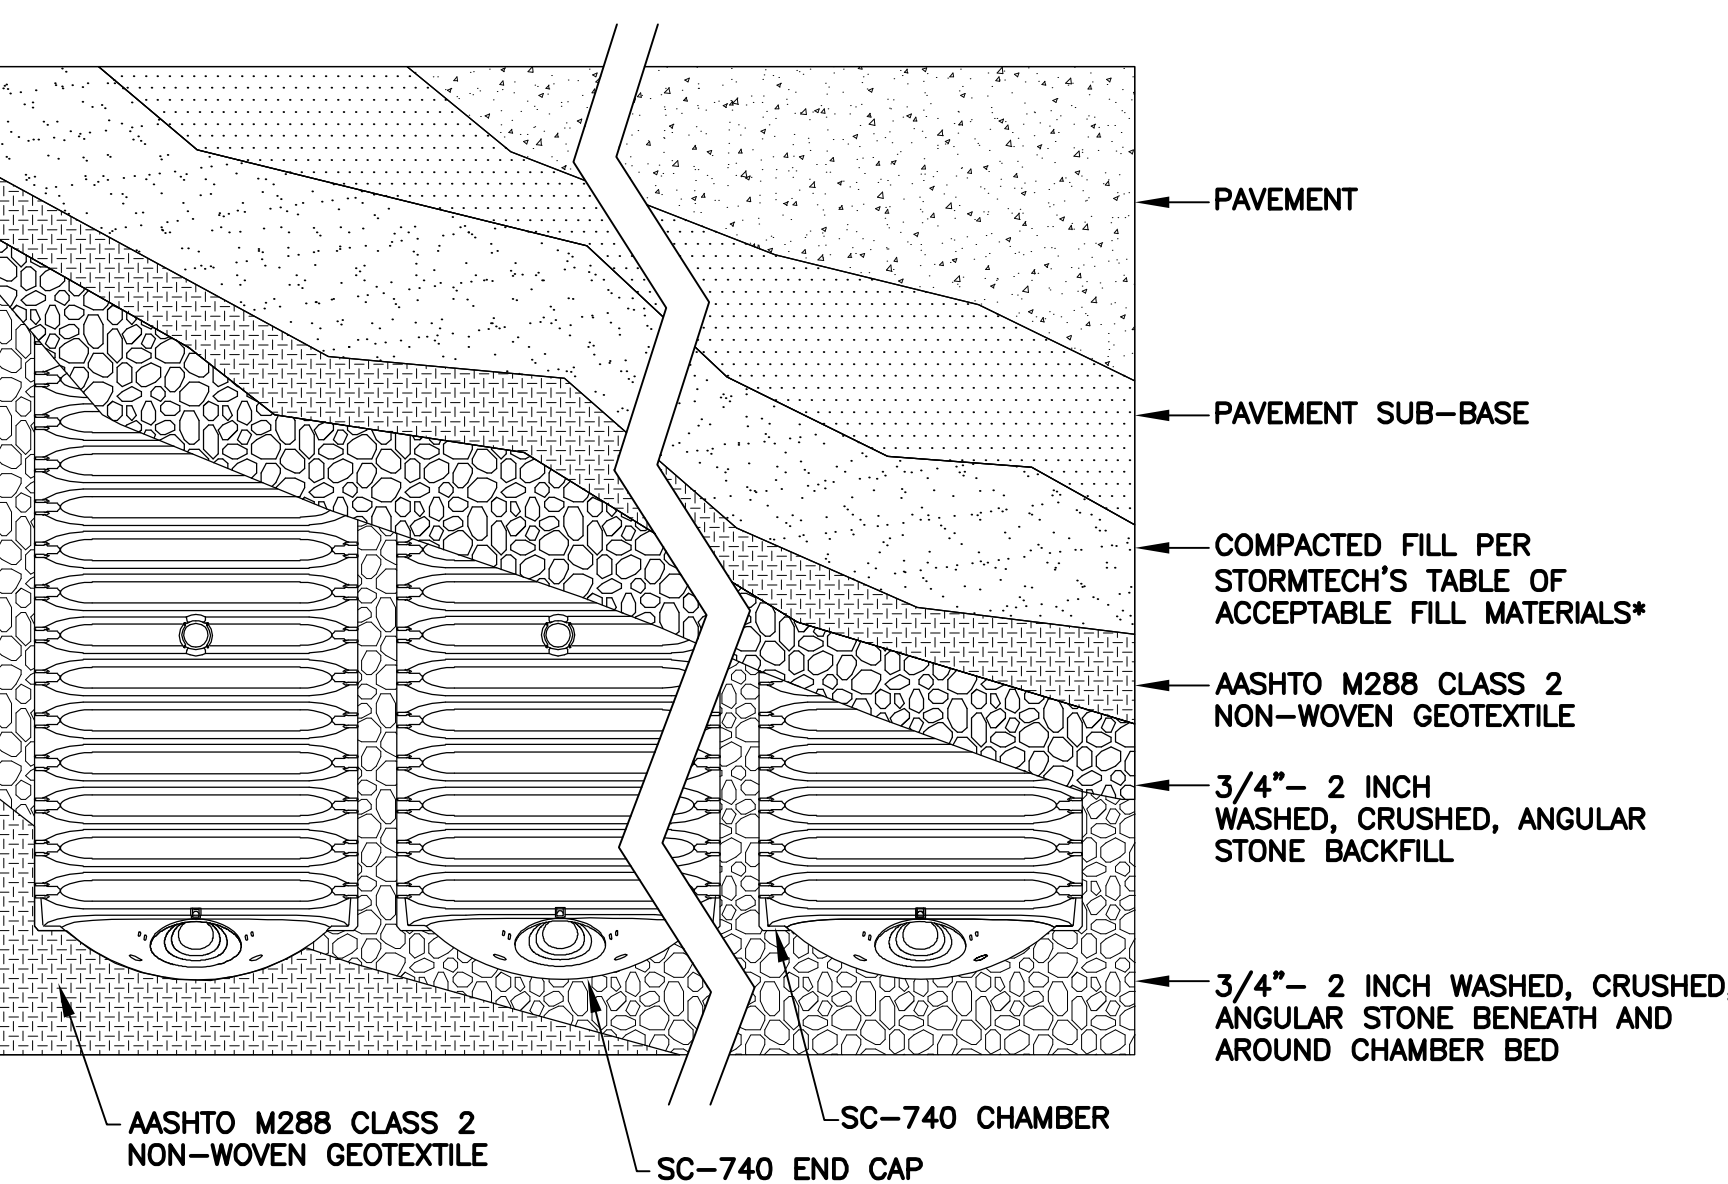 PAVEMENT
PAVEMENT SUB-BASE
COMPACTED FILL PER
STORMTECH'S TABLE OF
ACCEPTABLE FILL MATERIALS*
AASHTO M288 CLASS 2
NON-WOVEN GEOTEXTILE
3/4"- 2 INCH
WASHED, CRUSHED, ANGULAR
STONE BACKFILL
3/4"- 2 INCH WASHED, CRUSHED,
ANGULAR STONE BENEATH AND
AROUND CHAMBER BED
SC-740 CHAMBER
AASHTO M288 CLASS 2
NON-WOVEN GEOTEXTILE
SC-740 END CAP